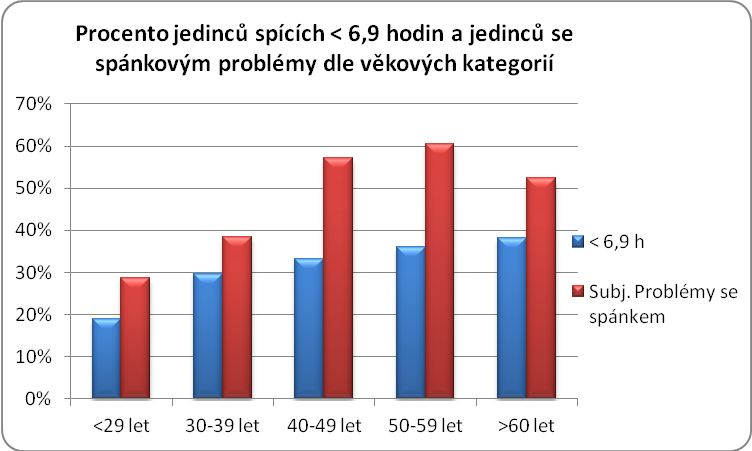 Procento jedinců spících < 6,9 hodin a jedinců se
spánkovým problémy dle věkových kategorií
70%
60%
50%
40%
30%
20%
10%
0%
<29 let
30-39 let
40-49 let
50-59 let
>60 let
< 6,9 h
Subj. Problémy se
spánkem